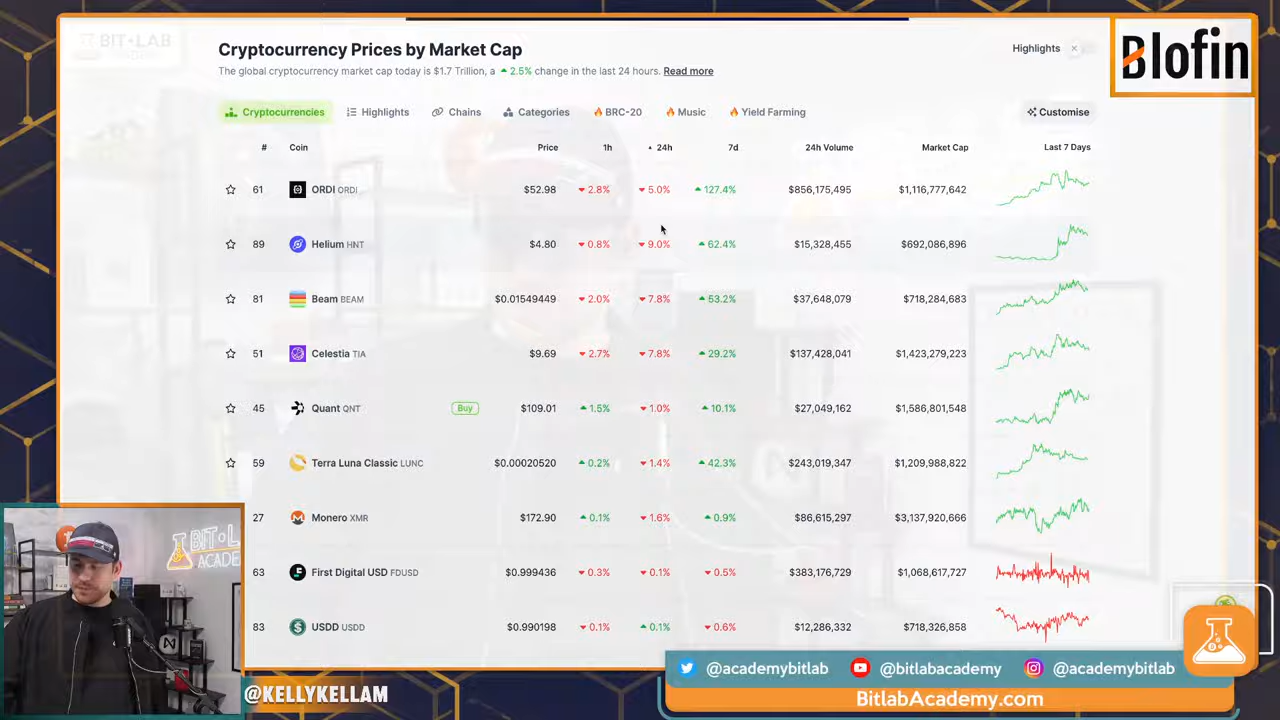 BIT LAB
Cryptocurrency Prices by Market Cap
Highlights
Blofin
The global cryptocurrency market cap today is $1.7 Trillion, a 2.5% change in the last 24 hours. Read more
Cryptocurrencies Highlights Chains Categories BRC-20 Music Yield Farming Customise
# Coin Price 1h 24h 7d 24h Volume Market Cap Last 7 Days
61 ORDI ORDI $52.98 2.8% 5.0% 127.4% $856,175,495 $1,116,777,642
89 Helium HNT $4.80 0.8% 9.0% 62.4% $15,328,455 $692,086,896
81 Beam BEAM $0.01549449 2.0% 7.8% 53.2% $37,648,079 $718,284,683
51 Celestia TIA $9.69 2.7% 7.8% 29.2% $137,428,041 $1,423,279,223
45 Quant QNT Buy $109.01 1.5% 1.0% 10.1% $27,049,162 $1,586,801,548
59 Terra Luna Classic LUNC $0.00020520 0.2% 1.4% 42.3% $243,019,347 $1,209,988,822
27 Monero XMR $172.90 0.1% 1.6% 0.9% $86,615,297 $3,137,920,666
63 First Digital USD FDUSD $0.999436 0.3% 0.1% 0.5% $383,176,729 $1,068,617,727
83 USDD USDD $0.990198 0.1% 0.1% 0.6% $12,286,332 $718,326,858
BIT L
ACADE
@KELLYKELLAM
@academybitlab @bitlabacademy @academybitlab
BitlabAcademy.com